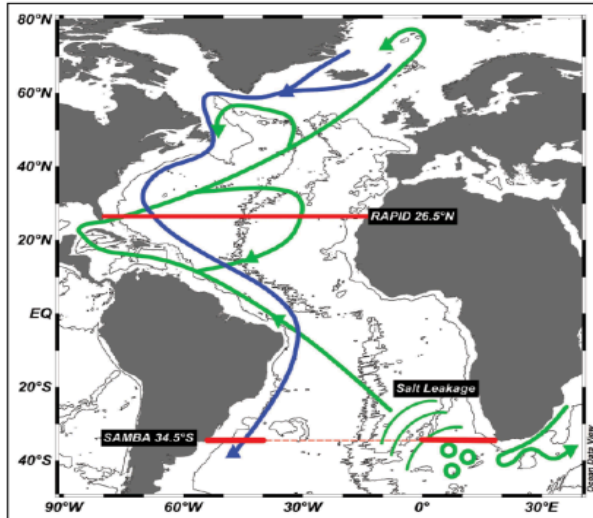 80°N
60°N
40°N
RAPID 26.5°N
20°N
EQ
20°S
Salt Leakage
SAMBA 34.5°S
40°S
90°W
60°W
30°W
0°
30°E
Ocean Data View